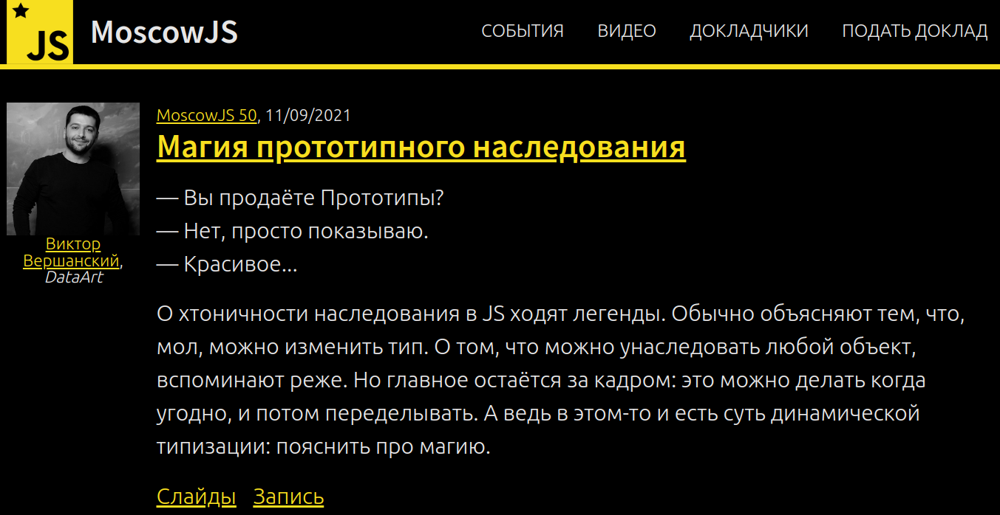 JS
MoscowJS
СОБЫТИЯ ВИДЕО ДОКЛАДЧИКИ ПОДАТЬ ДОКЛАД
Виктор
Вершанский,
DataArt
MoscowJS 50, 11/09/2021
Магия прототипного наследования
— Вы продаёте Прототипы?
— Нет, просто показываю.
— Красивое...
О хтоничности наследования в JS ходят легенды. Обычно объясняют тем, что,
мол, можно изменить тип. О том, что можно унаследовать любой объект,
вспоминают реже. Но главное остаётся за кадром: это можно делать когда
угодно, и потом переделывать. А ведь в этом-то и есть суть динамической
типизации: пояснить про магию.
Слайды Запись